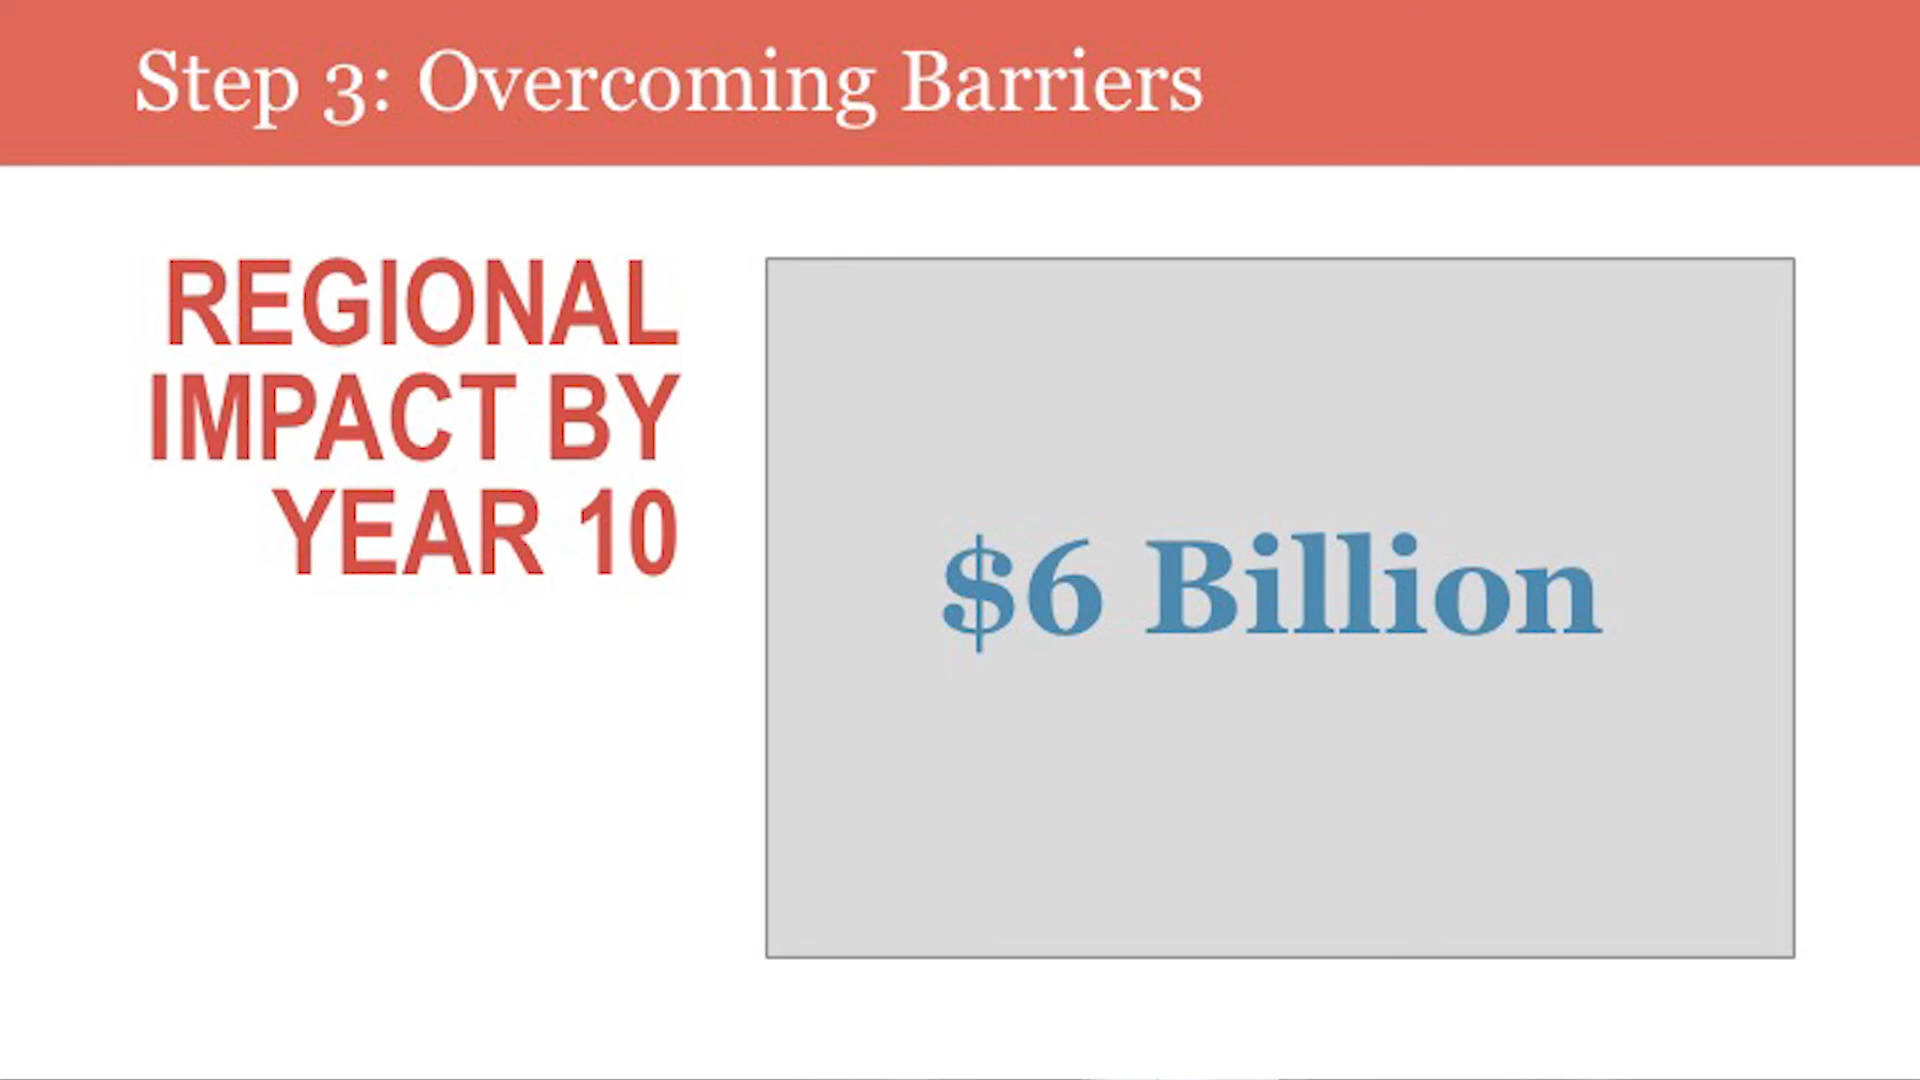 Step 3: Overcoming Barriers
REGIONAL
IMPACT BY
YEAR 10
$6 Billion